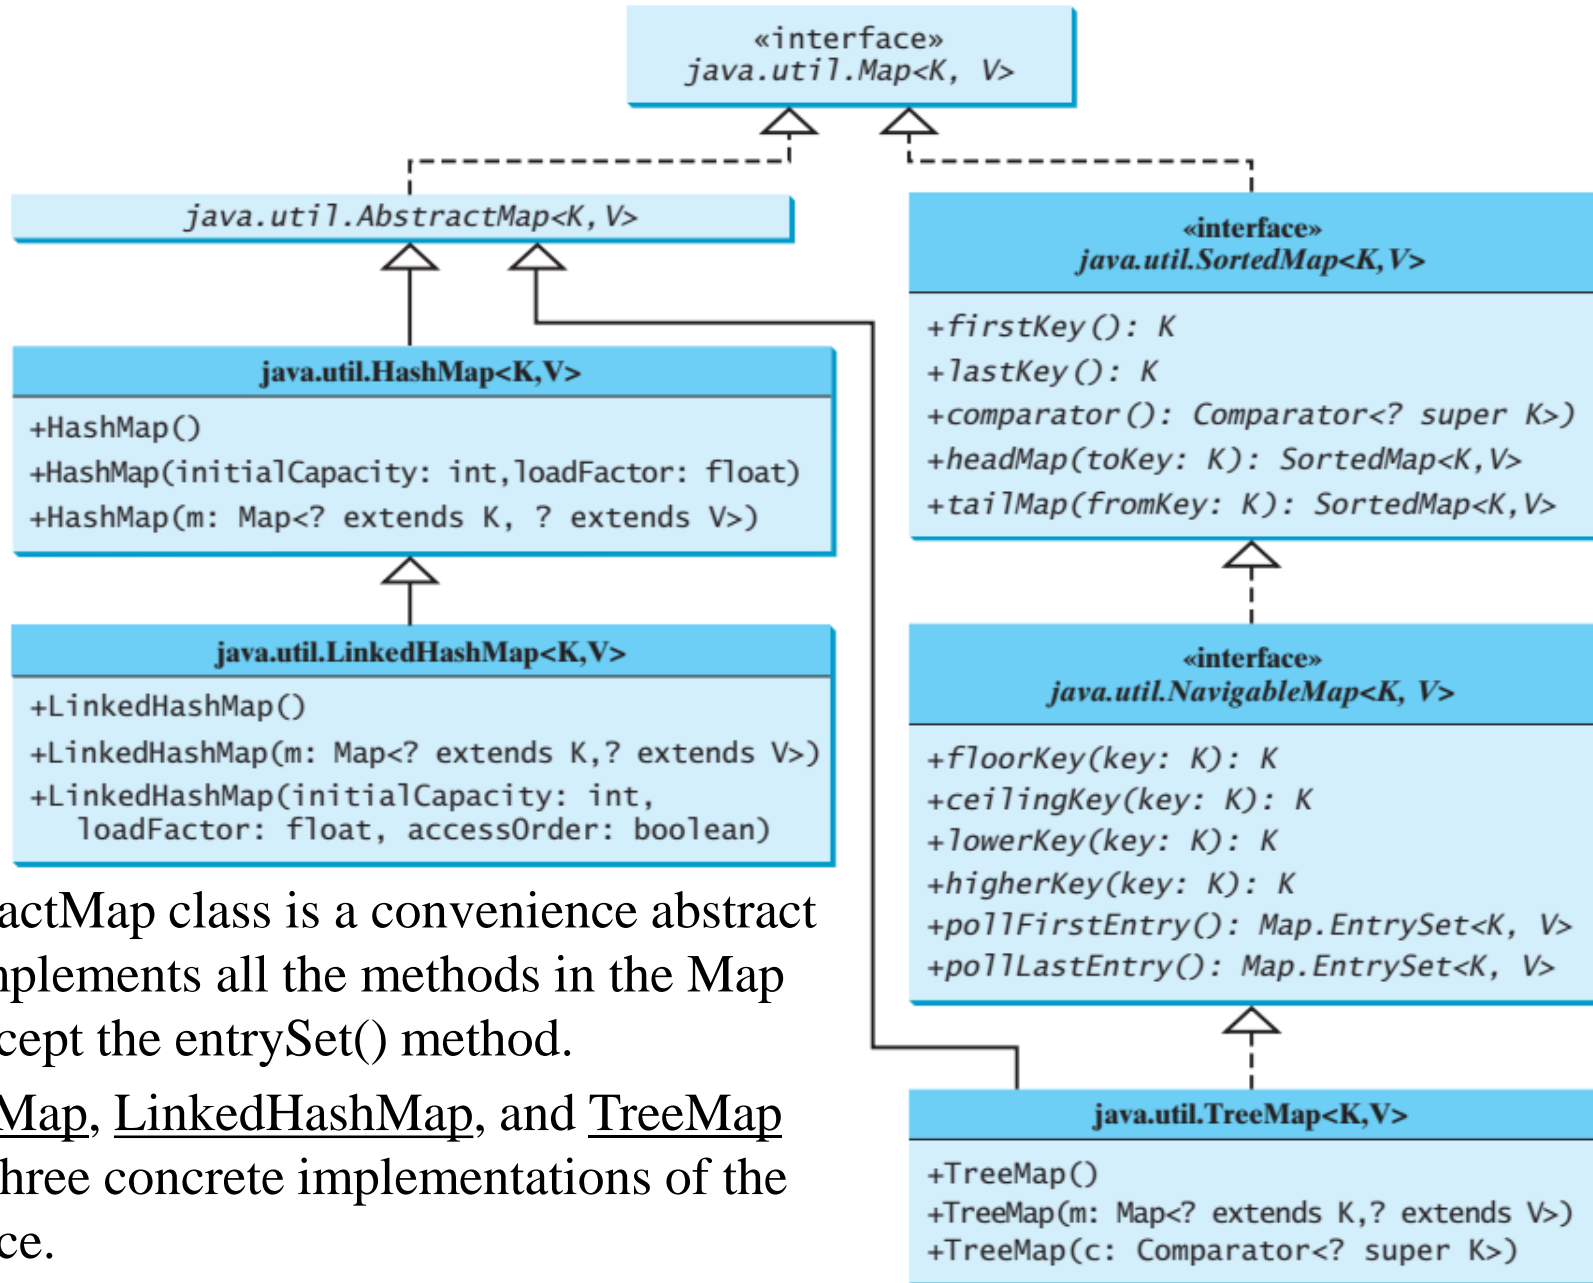 «interface»
java.util.Map<K, V>
java.util.AbstractMap<K,V>
«interface»
java.util.SortedMap<K,V>
+firstKey(): K
+lastKey(): K
+comparator(): Comparator<? super K>)
+headMap(toKey: K): SortedMap<K,V>
+tailMap(fromKey: K): SortedMap<K,V>
java.util.HashMap<K,V>
+HashMap()
+HashMap(initialCapacity: int,loadFactor: float)
+HashMap(m: Map<? extends K, ? extends V>)
java.util.LinkedHashMap<K,V>
+LinkedHashMap()
+LinkedHashMap(m: Map<? extends K,? extends V>)
+LinkedHashMap(initialCapacity: int,
loadFactor: float, accessOrder: boolean)
«interface»
java.util.NavigableMap<K, V>
+floorKey(key: K): K
+ceilingKey(key: K): K
+lowerKey(key: K): K
+higherKey(key: K): K
+pollFirstEntry(): Map.EntrySet<K, V>
+pollLastEntry(): Map.EntrySet<K, V>
actMap class is a convenience abstract
nplements all the methods in the Map
cept the entrySet() method.
Map, LinkedHashMap, and TreeMap
hree concrete implementations of the
ce.
java.util.TreeMap<K,V>
+TreeMap()
+TreeMap(m: Map<? extends K,? extends V>)
+TreeMap(c: Comparator<? super K>)